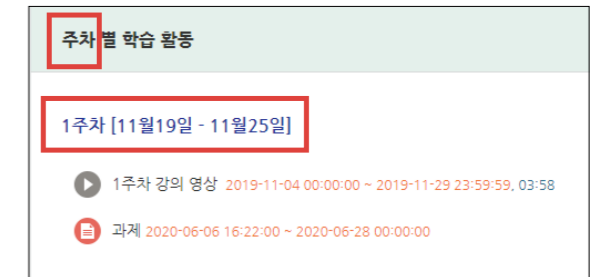 주차 별 학습 활동
1주차 [11월19일 - 11월25일]
1주차 강의 영상 2019-11-04 00:00:00 ~ 2019-11-29 23:59:59, 03:58
과제 2020-06-06 16:22:00 ~ 2020-06-28 00:00:00